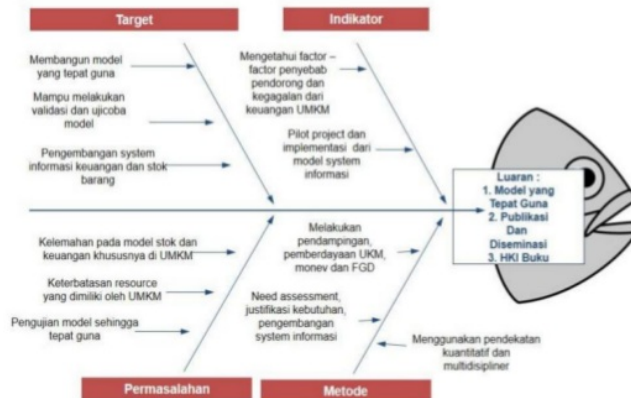 Target
Indikator
Membangun model
yang tepat guna
Mampu melakukan
validasi dan ujicoba
model
Pengembangan system
informasi keuangan dan stok
barang
Mengetahui factor –
factor penyebab
pendorong dan
kegagalan dari
keuangan UMKM
Pilot project dan
implementasi dari
model system
informasi
Luaran :
1. Model yang
Tepat Guna
2. Publikasi
Dan
Diseminasi
3. HKI Buku
Kelemahan pada model stok dan
keuangan khususnya di UMKM
Keterbatasan resource
yang dimiliki oleh UMKM
Pengujian model sehingga
tepat guna
Melakukan
pendampingan,
pemberdayaan UKM,
monev dan FGD
Need assessment,
justifikasi kebutuhan,
pengembangan
system informasi
Menggunakan pendekatan
kuantitatif dan
multidisipliner
Permasalahan
Metode